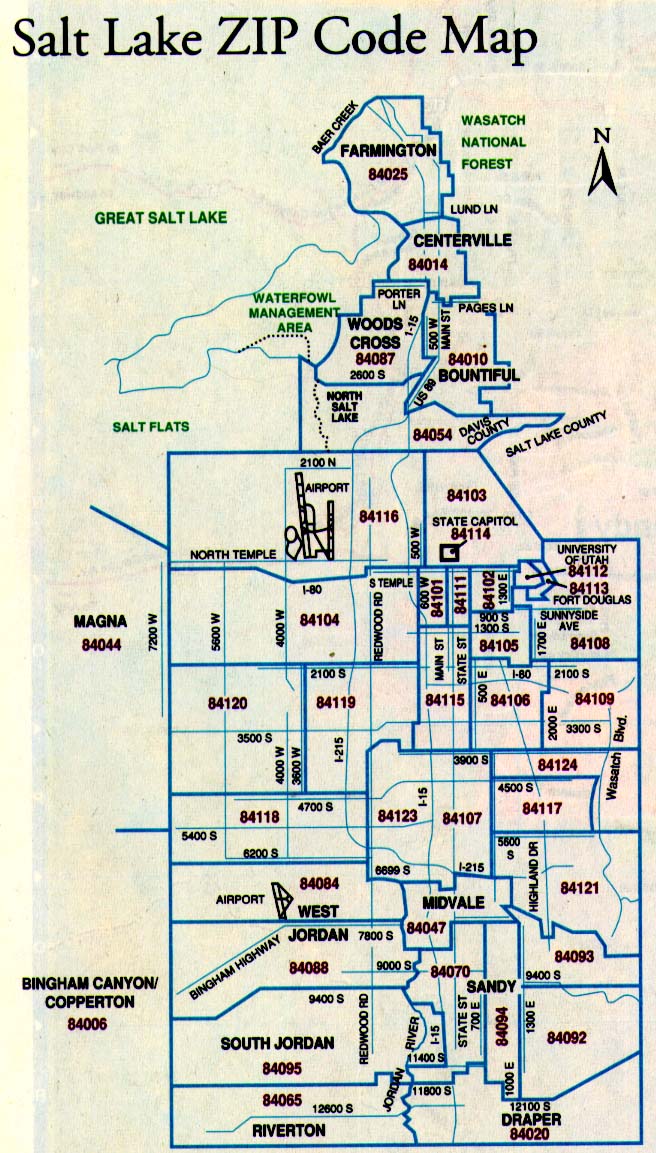 Salt Lake ZIP Code Map
N
BAER CREEK
WASATCH
NATIONAL
FOREST
FARMINGTON
84025
LUND LN
GREAT SALT LAKE
CENTERVILLE
84014
WATERFOWL
MANAGEMENT
AREA
PORTER
LN
PAGES LN
WOODS
CROSS
84087
I-15
500 W
MAIN ST
84010
BOUNTIFUL
2600 S
US 89
NORTH
SALT
LAKE
SALT FLATS
84054
DAVIS
COUNTY
SALT LAKE COUNTY
2100 N
AIRPORT
84116
84103
STATE CAPITOL
84114
500 W
NORTH TEMPLE
UNIVERSITY
OF UTAH
84112
84113
FORT DOUGLAS
I-80
S TEMPLE
600 W
84101
84111
84102
1300 E
MAGNA
84044
7200 W
5600 W
4000 W
84104
REDWOOD RD
900 S
1300 S
SUNNYSIDE
AVE
84105
1700 E
84108
MAIN ST
STATE ST
2100 S
I-80
2100 S
84120
84119
84115
500 E
84106
2000 E
84109
3300 S
3500 S
4000 W
3600 W
I-215
Wasatch Blvd.
3900 S
84124
4500 S
84117
84118
4700 S
84123
I-15
84107
5400 S
6200 S
5600
S
HIGHLAND DR
6699 S
I-215
84121
AIRPORT
84084
WEST
JORDAN
MIDVALE
84047
7800 S
BINGHAM HIGHWAY
84088
9000 S
84070
84093
9400 S
BINGHAM CANYON/
COPPERTON
84006
9400 S
SANDY
REDWOOD RD
SOUTH JORDAN
84095
JORDAN RIVER
I-15
STATE ST
700 E
84094
1300 E
84092
11400 S
1000 E
84065
11800 S
12600 S
RIVERTON
12100 S
DRAPER
84020